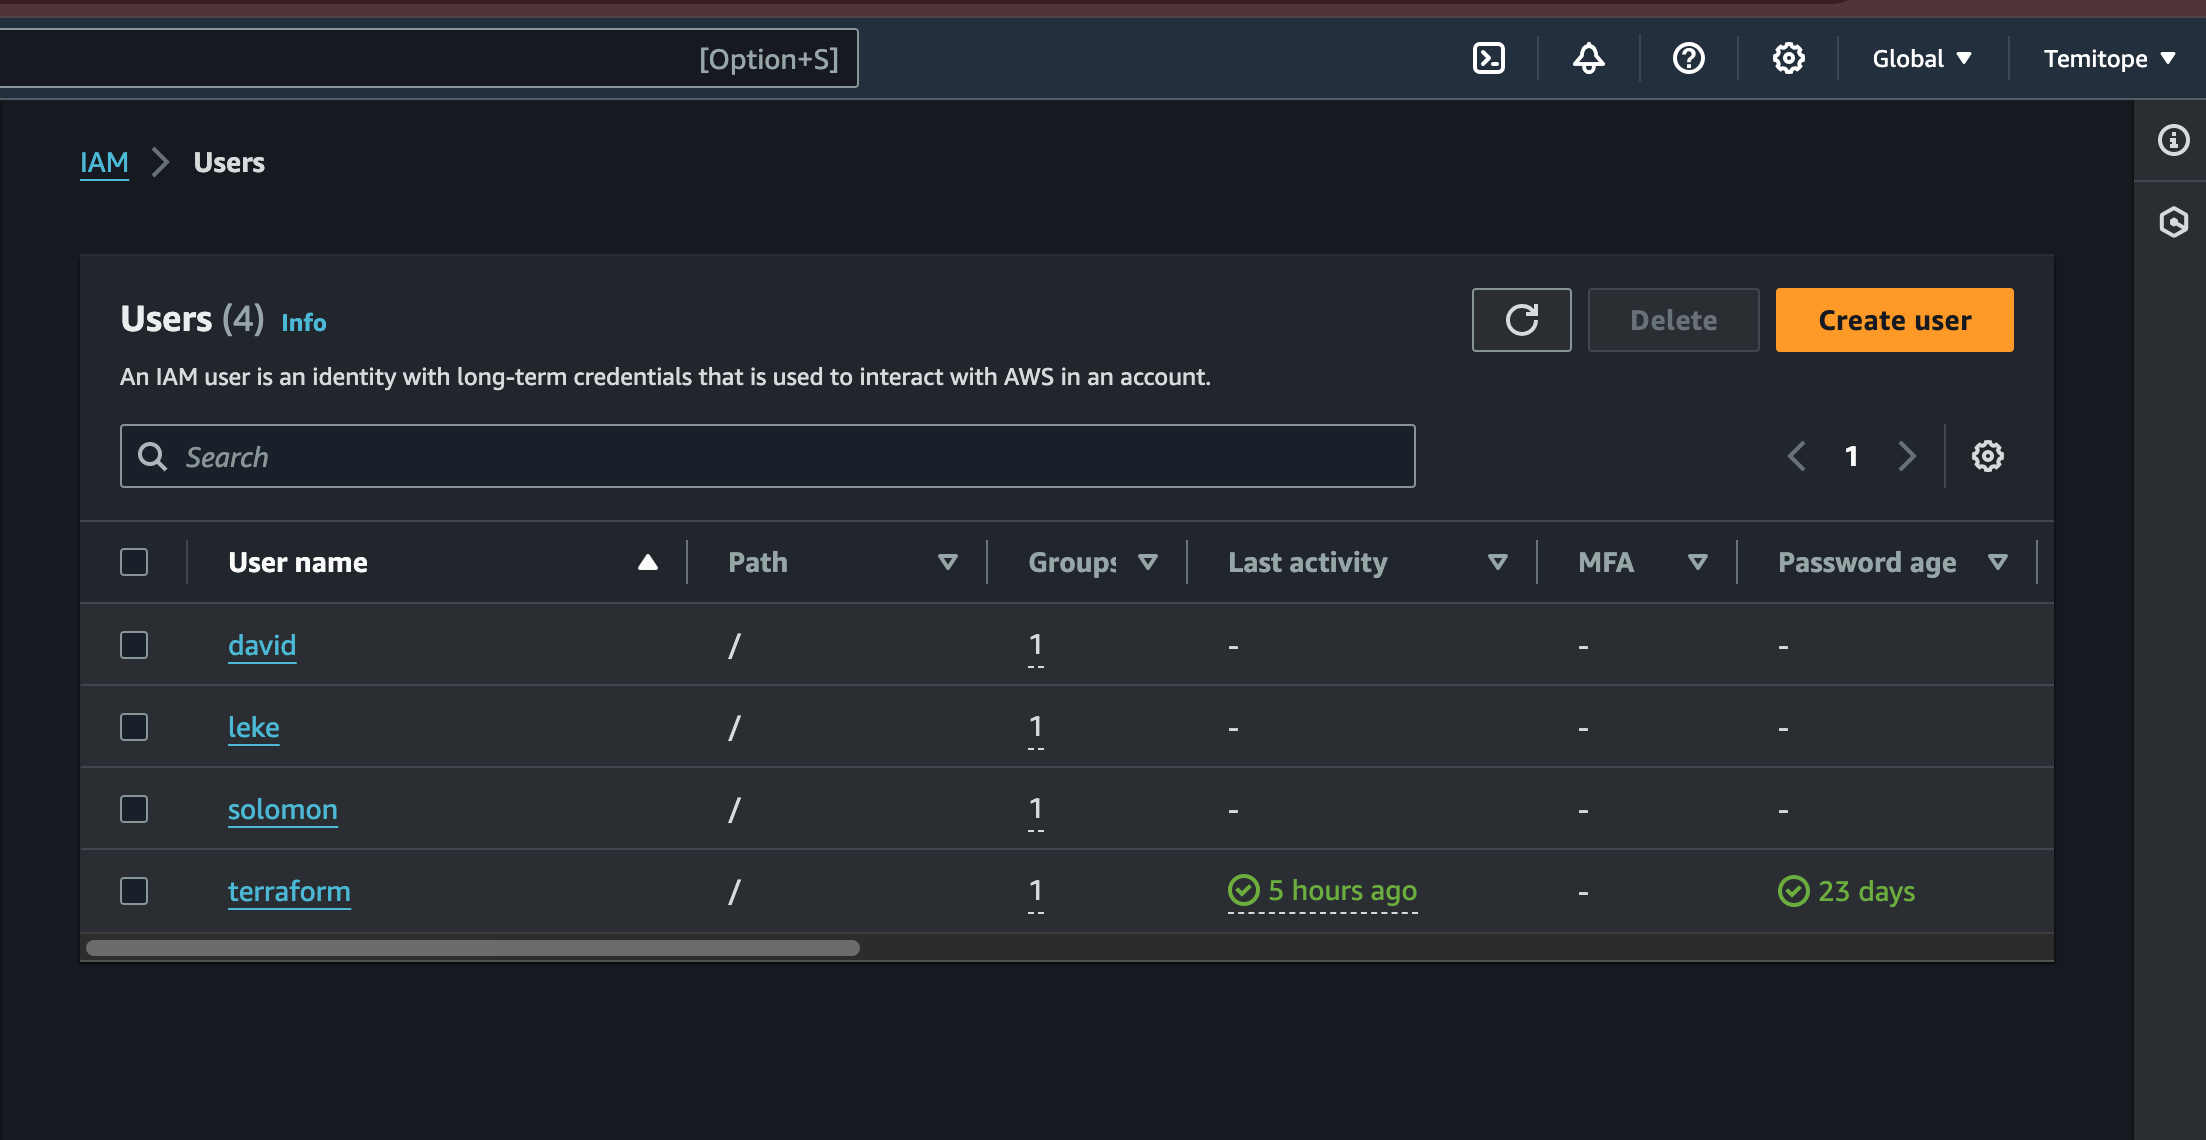 [Option+S] Global Temitope
IAM Users
Users (4) Info
Delete
Create user
An IAM user is an identity with long-term credentials that is used to interact with AWS in an account.
Search
1
User name Path Groups Last activity MFA Password age
david / 1 - - -
leke / 1 - - -
solomon / 1 - - -
terraform / 1 5 hours ago - 23 days